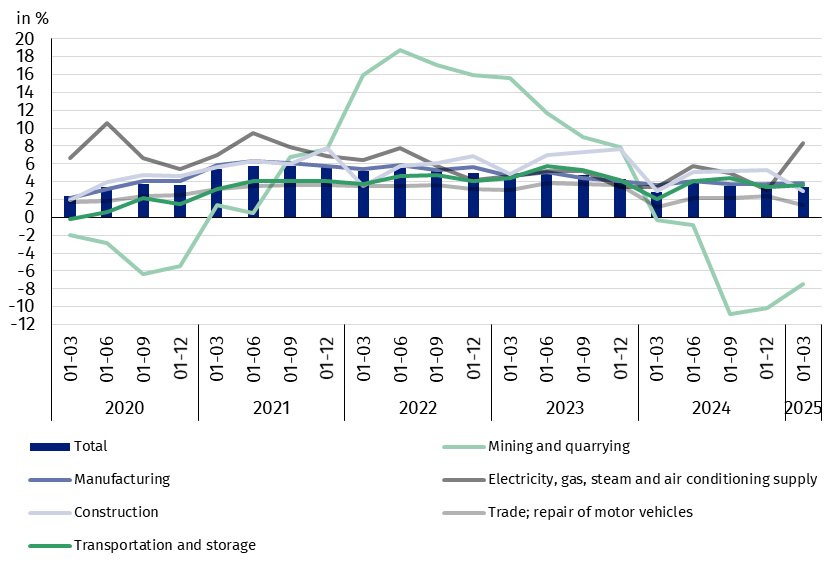 in %
20
18
16
14
12
10
8
6
4
2
0
-2
-4
-6
-8
-10
-12
01-03 01-06 01-09 01-12 01-03 01-06 01-09 01-12 01-03 01-06 01-09 01-12 01-03 01-06 01-09 01-12 01-03 01-06 01-09 01-12 01-03
2020 2021 2022 2023 2024 2025
Total Mining and quarrying
Manufacturing Electricity, gas, steam and air conditioning supply
Construction Trade; repair of motor vehicles
Transportation and storage